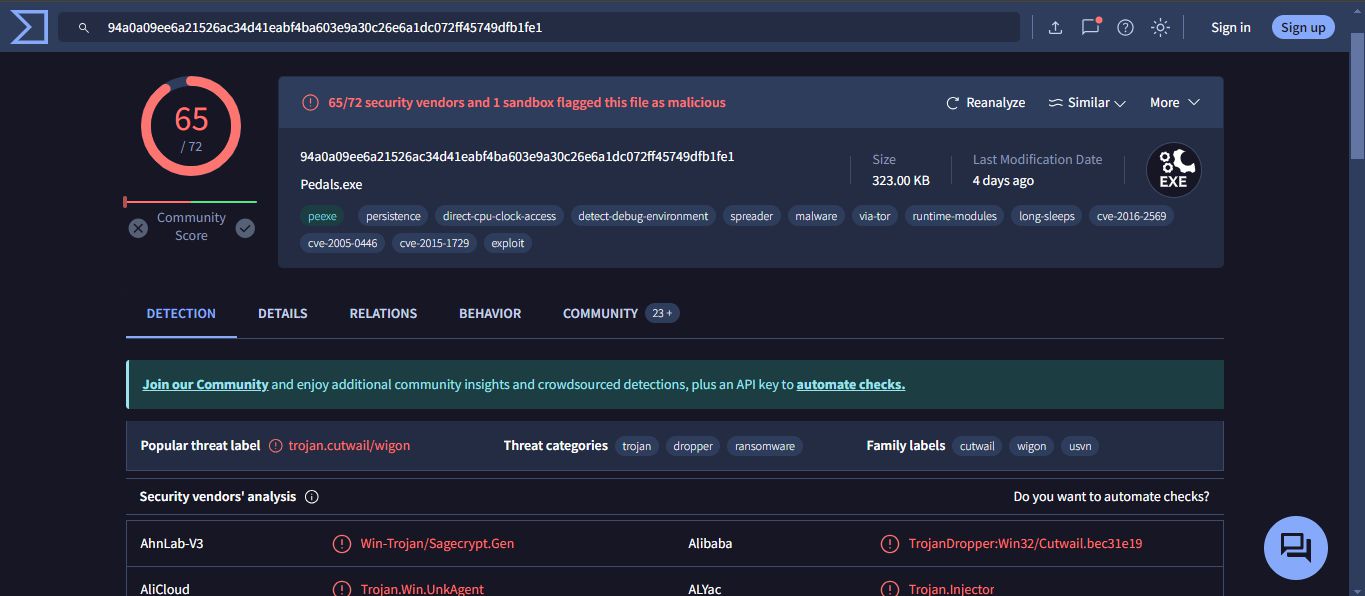 94a0a09ee6a21526ac34d41eabf4ba603e9a30c26e6a1dc072ff45749dfb1fe1
Sign in
Sign up
65
/ 72
Community
Score
65/72 security vendors and 1 sandbox flagged this file as malicious
Reanalyze
Similar
More
94a0a09ee6a21526ac34d41eabf4ba603e9a30c26e6a1dc072ff45749dfb1fe1
Pedals.exe
Size
323.00 KB
Last Modification Date
4 days ago
EXE
peexe persistence direct-cpu-clock-access detect-debug-environment spreader malware via-tor runtime-modules long-sleeps cve-2016-2569
cve-2005-0446 cve-2015-1729 exploit
DETECTION DETAILS RELATIONS BEHAVIOR COMMUNITY 23 +
Join our Community and enjoy additional community insights and crowdsourced detections, plus an API key to automate checks.
Popular threat label trojan.cutwail/wigon Threat categories trojan dropper ransomware Family labels cutwail wigon usvn
Security vendors' analysis Do you want to automate checks?
AhnLab-V3 Win-Trojan/Sagecrypt.Gen Alibaba TrojanDropper:Win32/Cutwail.bec31e19
AliCloud Trojan.Win.UnkAgent ALYac Trojan.Injector